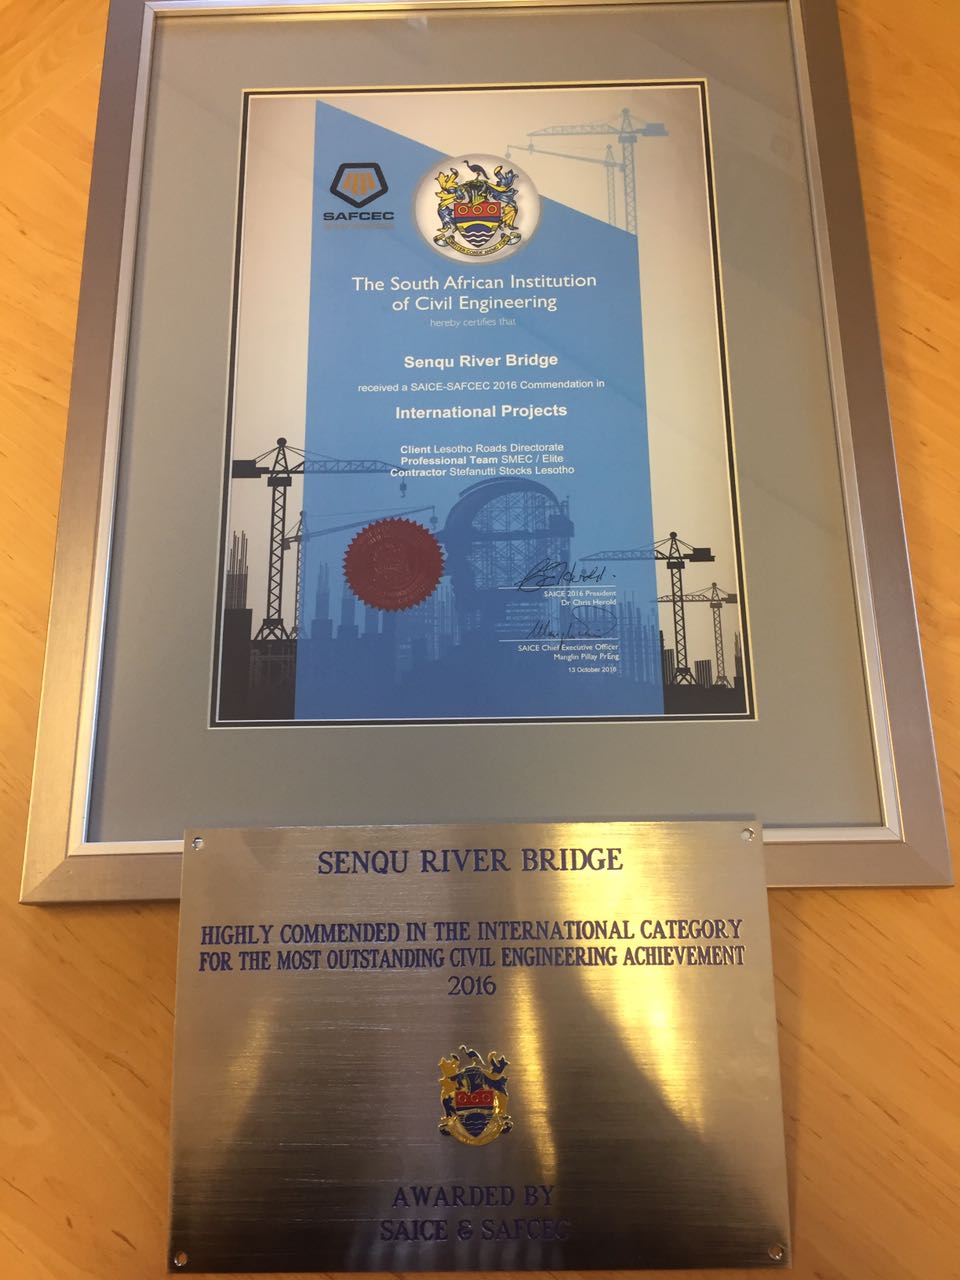 SAFCEC
The South African Institution
of Civil Engineering
hereby certifies that
Senqu River Bridge
received a SAICE-SAFCEC 2016 Commendation in
International Projects
Client Lesotho Roads Directorate
Professional Team SMEC / Elite
Contractor Stefanutti Stocks Lesotho
SAICE 2016 President
Dr Chris Herold
SAICE Chief Executive Officer
Manglin Pillay PrEng
13 October 2016
SENQU RIVER BRIDGE
HIGHLY COMMENDED IN THE INTERNATIONAL CATEGORY
FOR THE MOST OUTSTANDING CIVIL ENGINEERING ACHIEVEMENT
2016
AWARDED BY
SAICE & SAFCEC